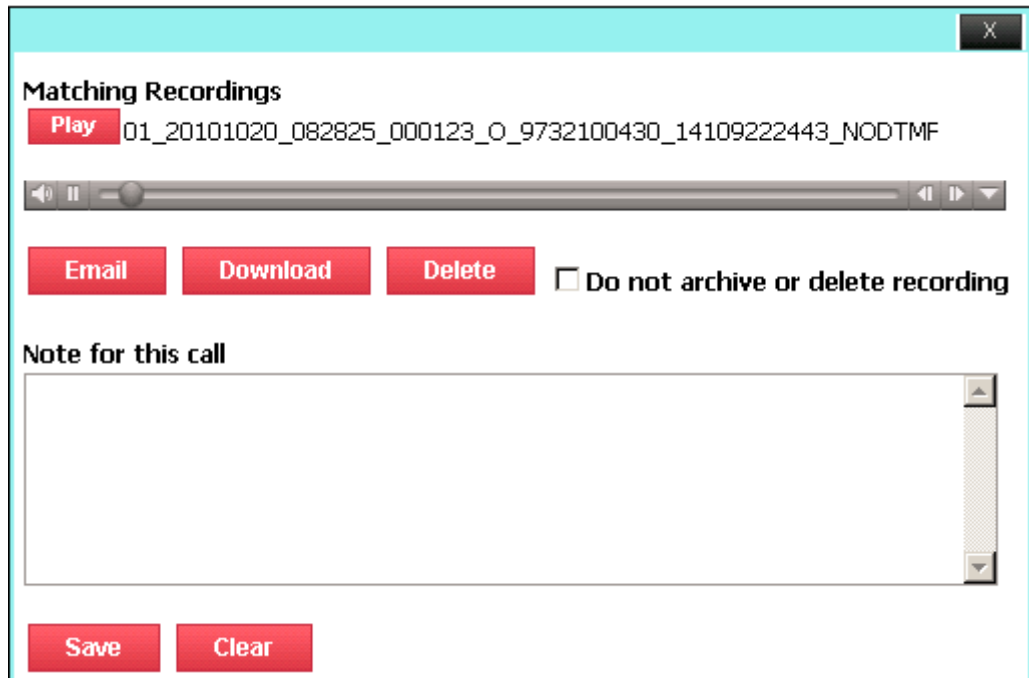 X
Matching Recordings
Play 01_20101020_082825_000123_O_9732100430_14109222443_NODTMF
Email Download Delete Do not archive or delete recording
Note for this call
Save Clear